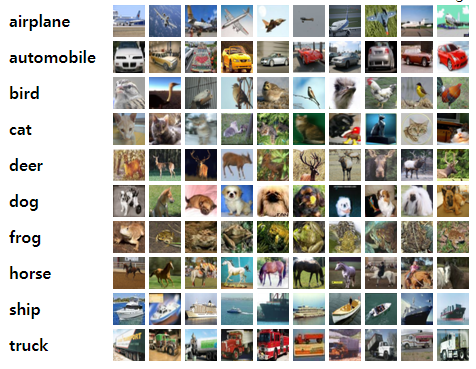 airplane
automobile
bird
cat
deer
dog
frog
horse
ship
truck